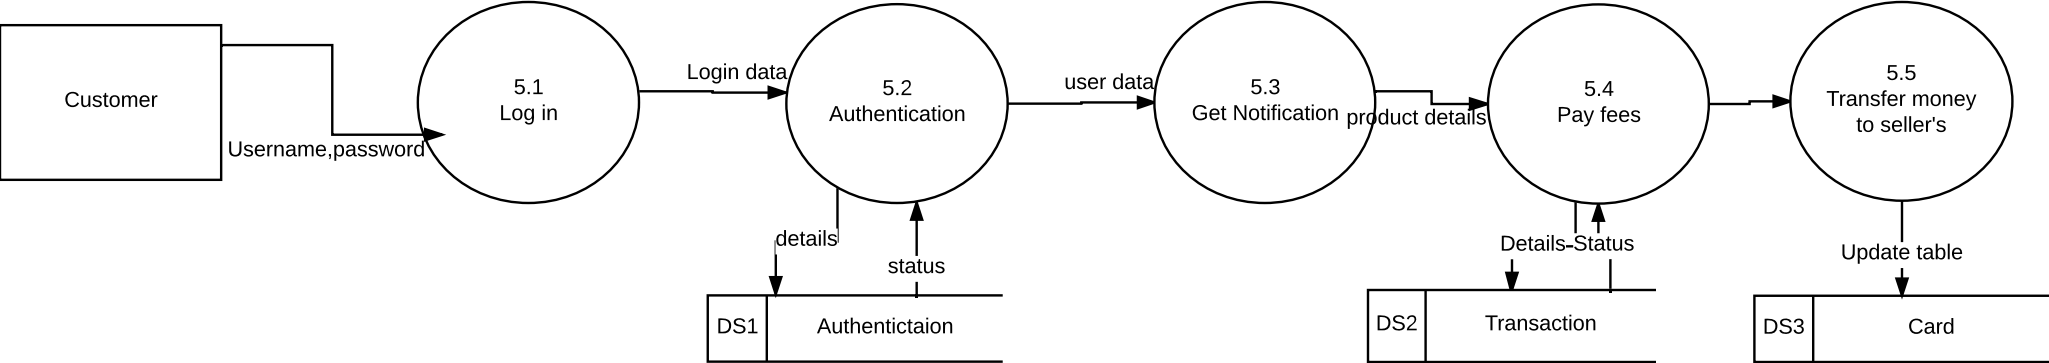 Customer
Username,password
5.1
Log in
Login data
5.2
Authentication
user data
5.3
Get Notification
product details
5.4
Pay fees
5.5
Transfer money
to seller's
details
status
Details
Status
Update table
DS1
Authentictaion
DS2
Transaction
DS3
Card